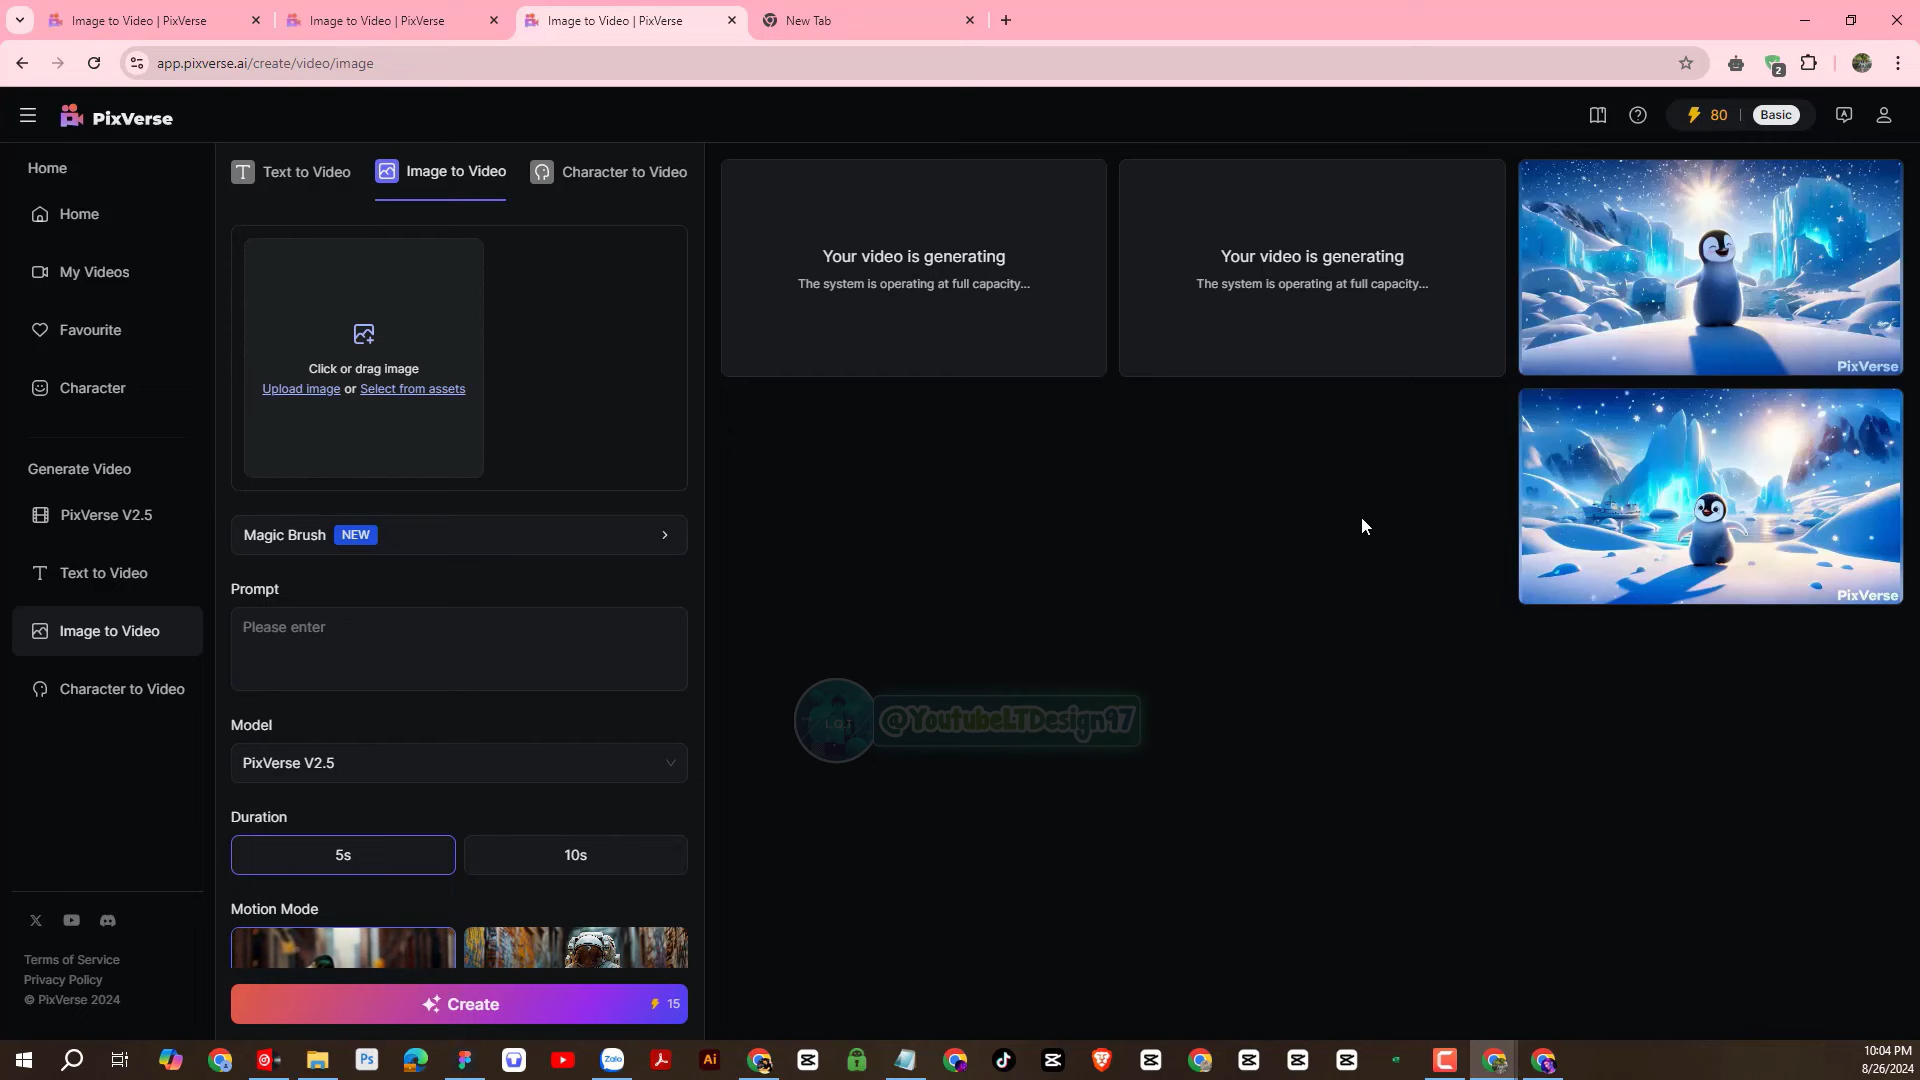 Image to Video | PixVerse
Image to Video | PixVerse
Image to Video | PixVerse
New Tab
app.pixverse.ai/create/video/image
2
PixVerse
80
Basic
Home
Home
My Videos
Favourite
Character
Generate Video
PixVerse V2.5
Text to Video
Image to Video
Character to Video
Terms of Service
Privacy Policy
© PixVerse 2024
Text to Video
Image to Video
Character to Video
Click or drag image
Upload image or Select from assets
Magic Brush NEW
Prompt
Please enter
Model
PixVerse V2.5
Duration
5s
10s
Motion Mode
Create
15
Your video is generating
The system is operating at full capacity...
Your video is generating
The system is operating at full capacity...
PixVerse
PixVerse
@YoutubeLTDesign97
Ps
Zalo
Ai
10:04 PM
8/26/2024